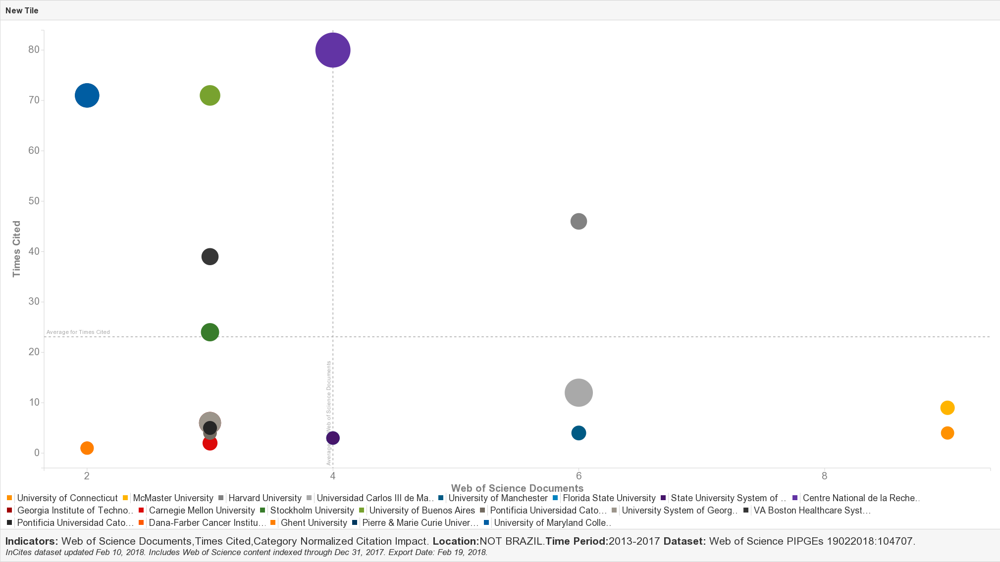 New Tile
80
70
60
50
40
30
20
10
0
Times Cited
Average for Times Cited
Average Web of Science Documents
2
4
6
8
Web of Science Documents
University of Connecticut McMaster University Harvard University Universidad Carlos III de Ma.. University of Manchester Florida State University State University System of .. Centre National de la Reche..
Georgia Institute of Techno.. Carnegie Mellon University Stockholm University University of Buenos Aires Pontificia Universidad Cato... University System of Georg.. VA Boston Healthcare Syst...
Pontificia Universidad Cato... Dana-Farber Cancer Institu... Ghent University Pierre & Marie Curie Univer... University of Maryland Colle..
Indicators: Web of Science Documents,Times Cited,Category Normalized Citation Impact. Location:NOT BRAZIL.Time Period:2013-2017 Dataset: Web of Science PIPGEs 19022018:104707.
InCites dataset updated Feb 10, 2018. Includes Web of Science content indexed through Dec 31, 2017. Export Date: Feb 19, 2018.